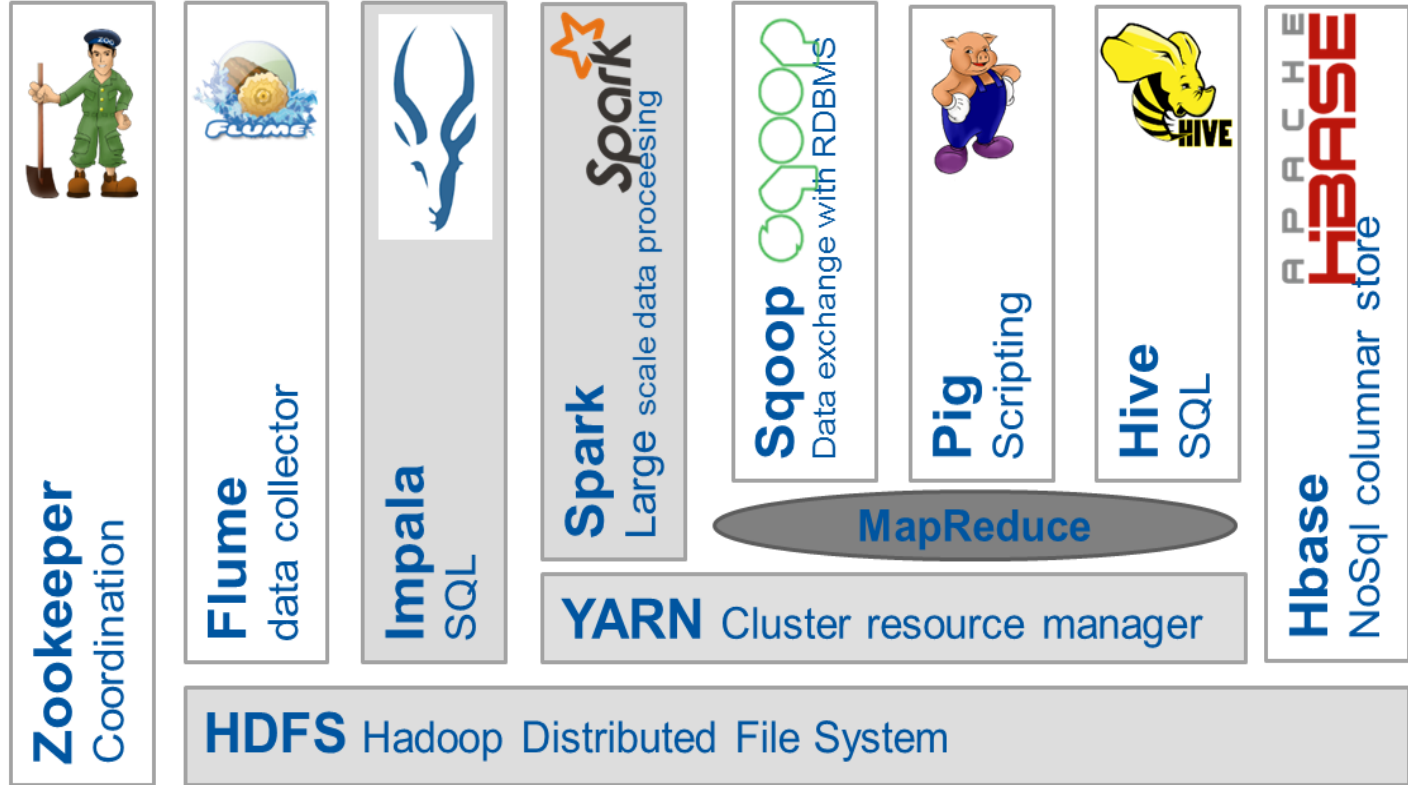 ZOO
Zookeeper
Coordination
FLUME
Flume
data collector
Impala
SQL
Spark
Spark
Large scale data proceesing
sqoop
Sqoop
Data exchange with RDBMS
Pig
Scripting
HIVE
Hive
SQL
APACHE
HBASE
Hbase
NoSql columnar store
MapReduce
YARN Cluster resource manager
HDFS Hadoop Distributed File System